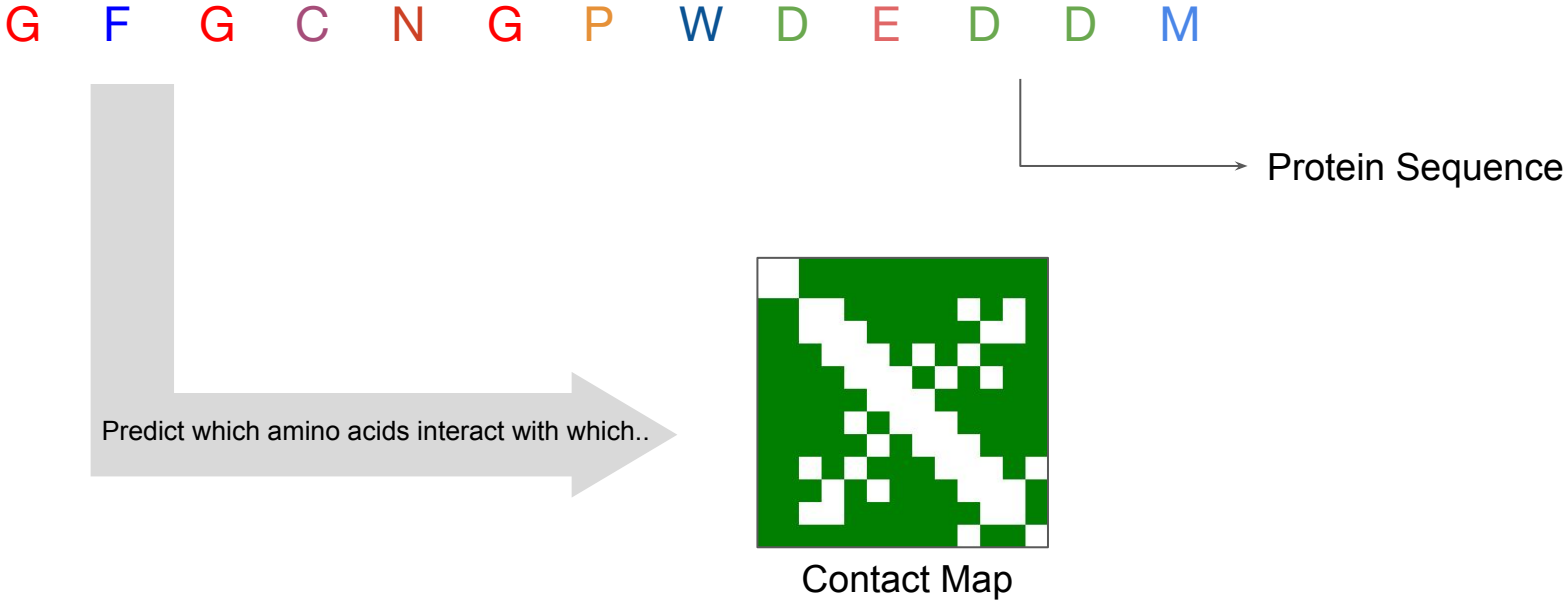 G F G C N G P W D E D D M
Protein Sequence
Predict which amino acids interact with which..
Contact Map